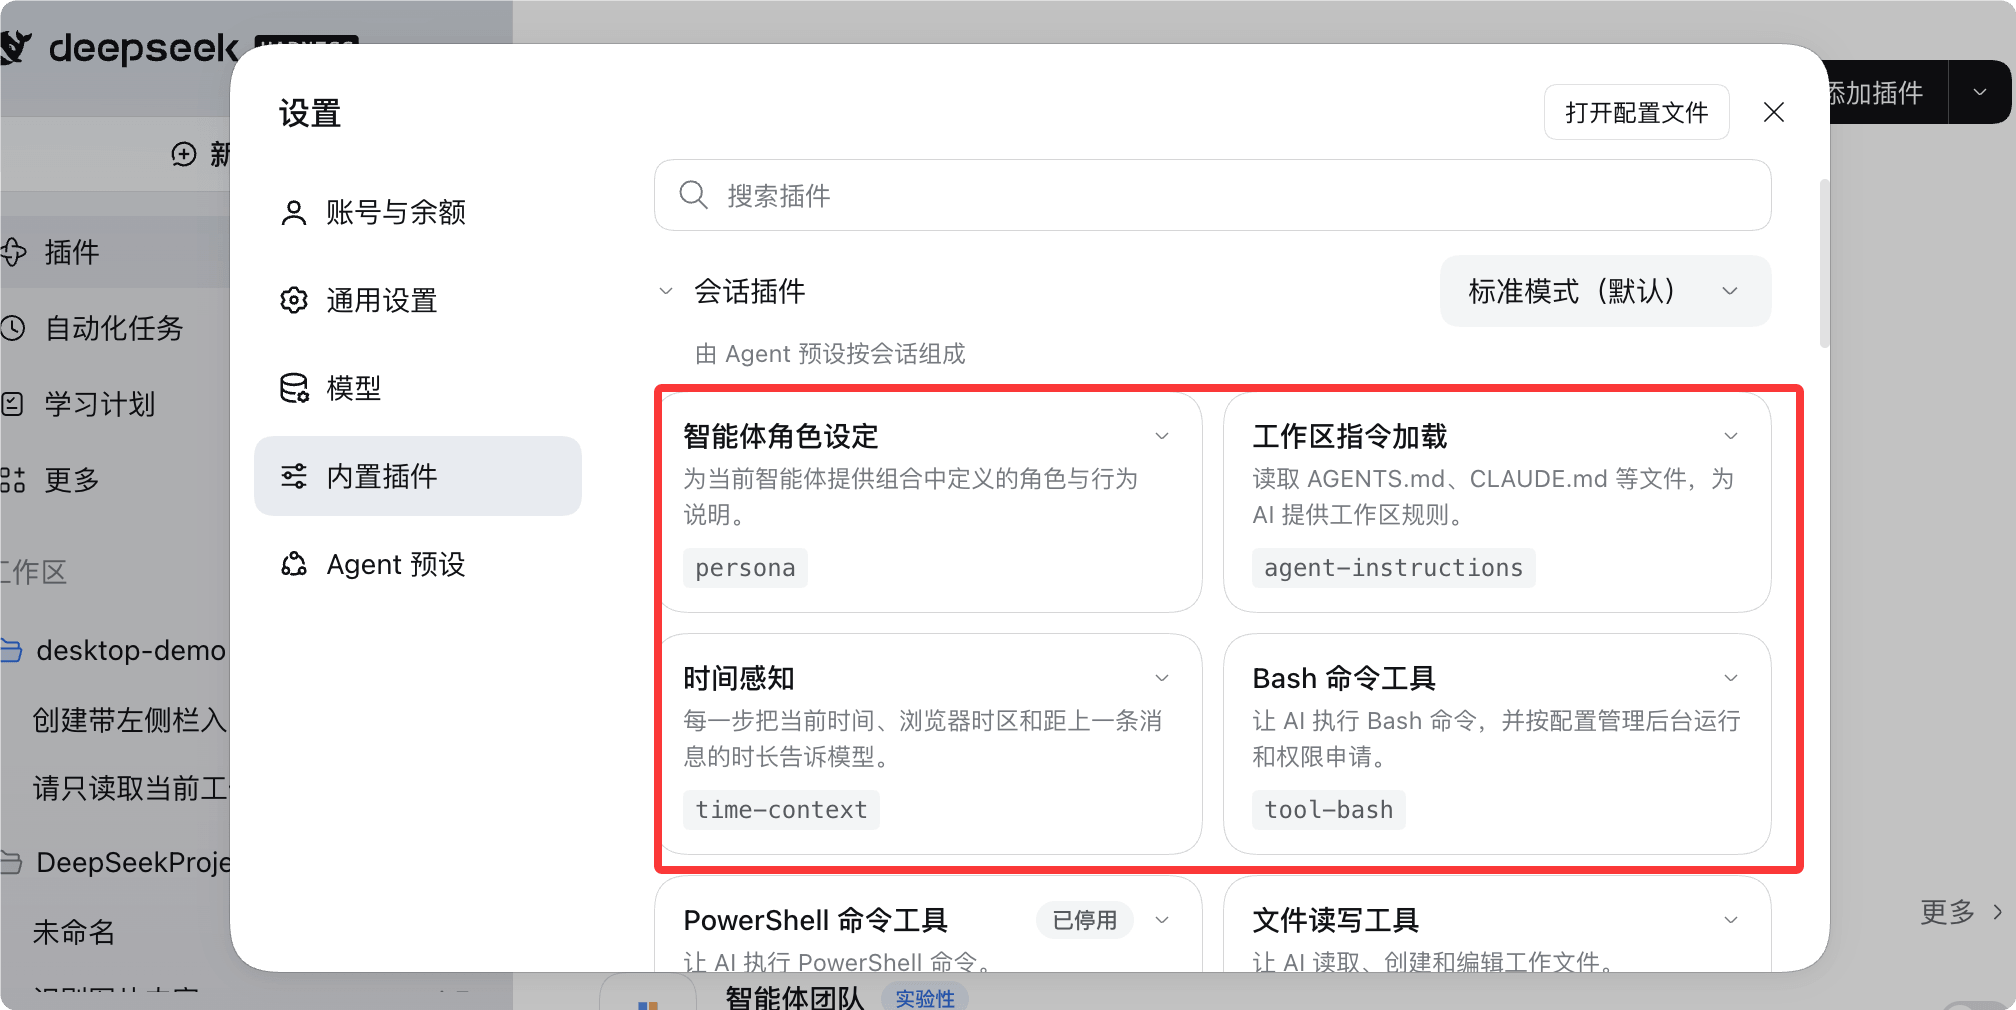 deepseek
添加插件
新
插件
自动化任务
学习计划
更多
工作区
desktop-demo
创建带左侧栏入
请只读取当前工
DeepSeekProje
未命名
设置
打开配置文件
账号与余额
通用设置
模型
内置插件
Agent 预设
搜索插件
会话插件
标准模式（默认）
由 Agent 预设按会话组成
智能体角色设定
为当前智能体提供组合中定义的角色与行为
说明。
persona
工作区指令加载
读取 AGENTS.md、CLAUDE.md 等文件，为
AI 提供工作区规则。
agent-instructions
时间感知
每一步把当前时间、浏览器时区和距上一条消
息的时长告诉模型。
time-context
Bash 命令工具
让 AI 执行 Bash 命令，并按配置管理后台运行
和权限申请。
tool-bash
PowerShell 命令工具
已停用
让 AI 执行 PowerShell 命令。
文件读写工具
让 AI 读取、创建和编辑工作文件。
更多
智能体团队
实验性